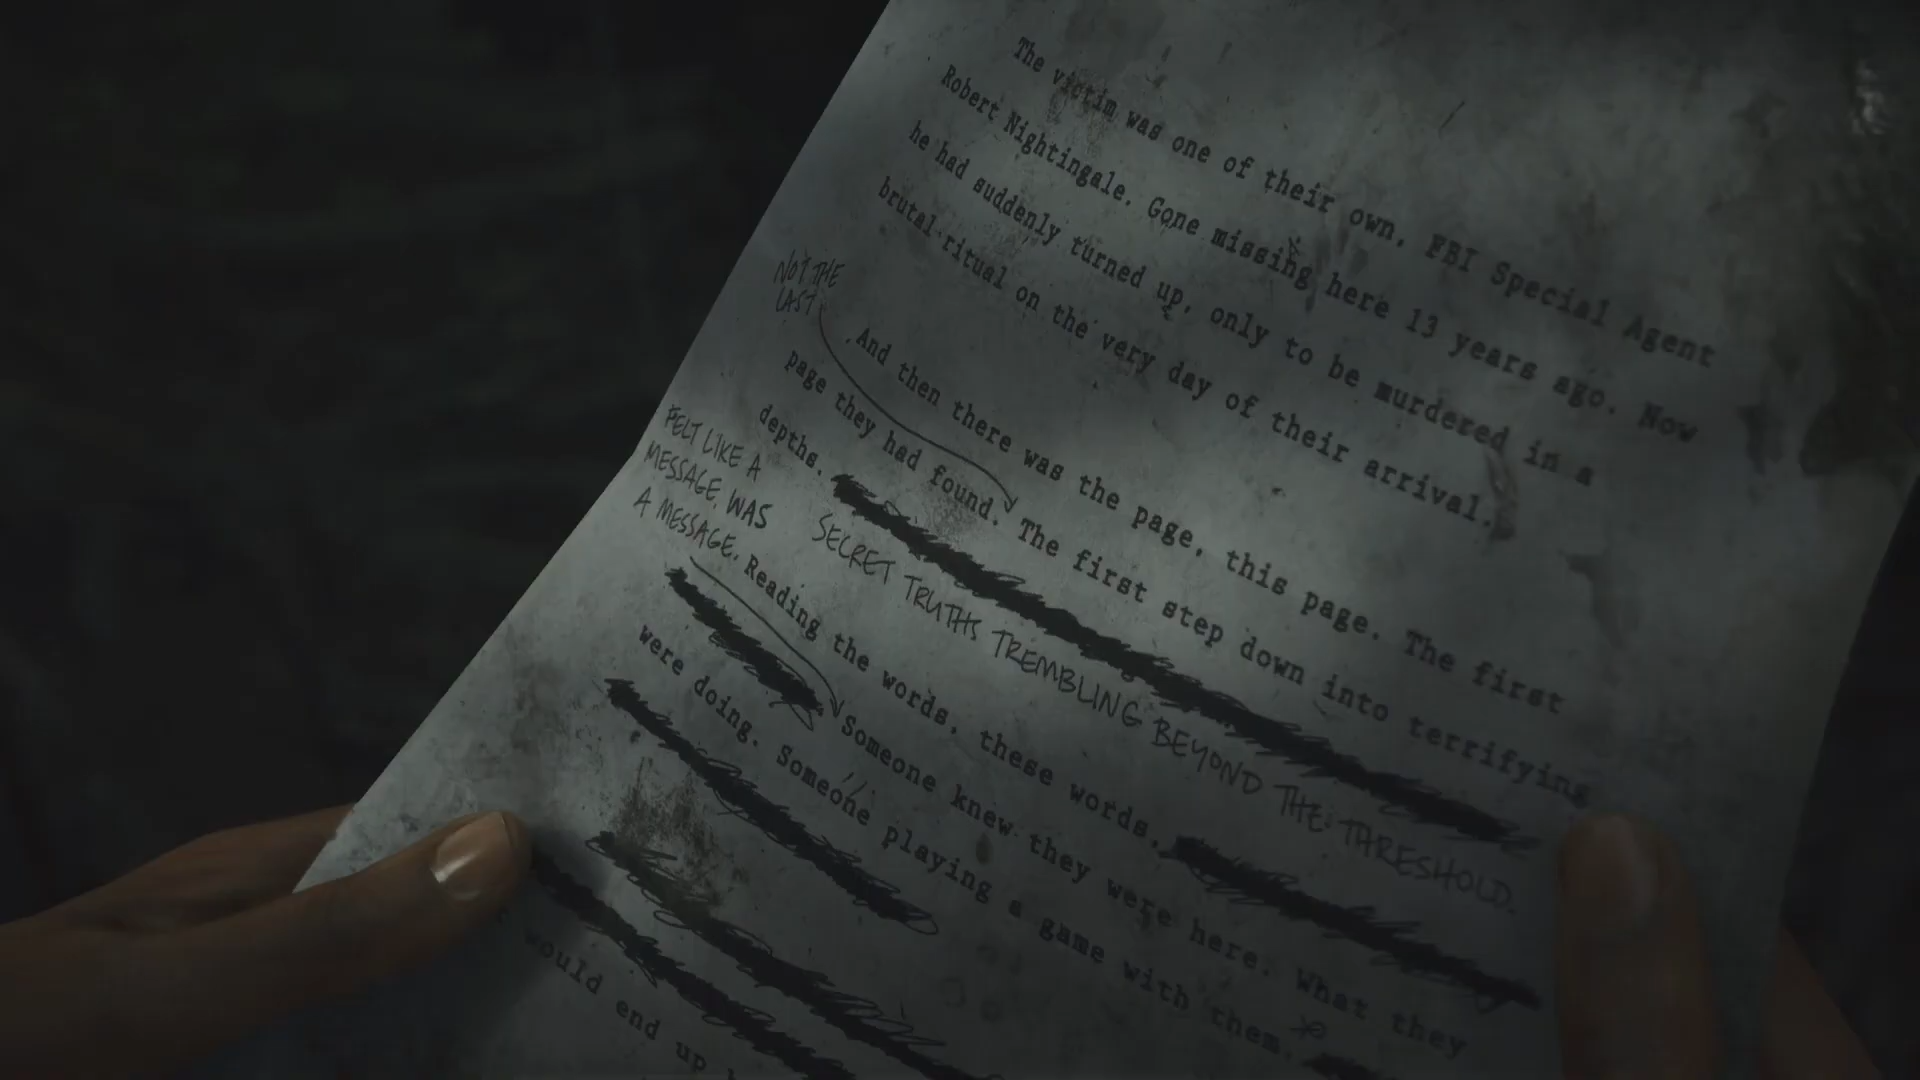 The victim was one of their own. FBI Special Agent
Robert Nightingale. Gone missing here 13 years ago. Now
he had suddenly turned up, only to be murdered in a
brutal ritual on the very day of their arrival.
NOT THE
LAST
And then there was the page, this page. The first
page they had found. The first step down into terrifying
depths.
SECRET TRUTHS TREMBLING BEYOND THE THRESHOLD.
FELT LIKE A
MESSAGE, WAS
A MESSAGE.
Reading the words, these words,
Someone knew they were here. What they
were doing. Someone playing a game with them.
would end up